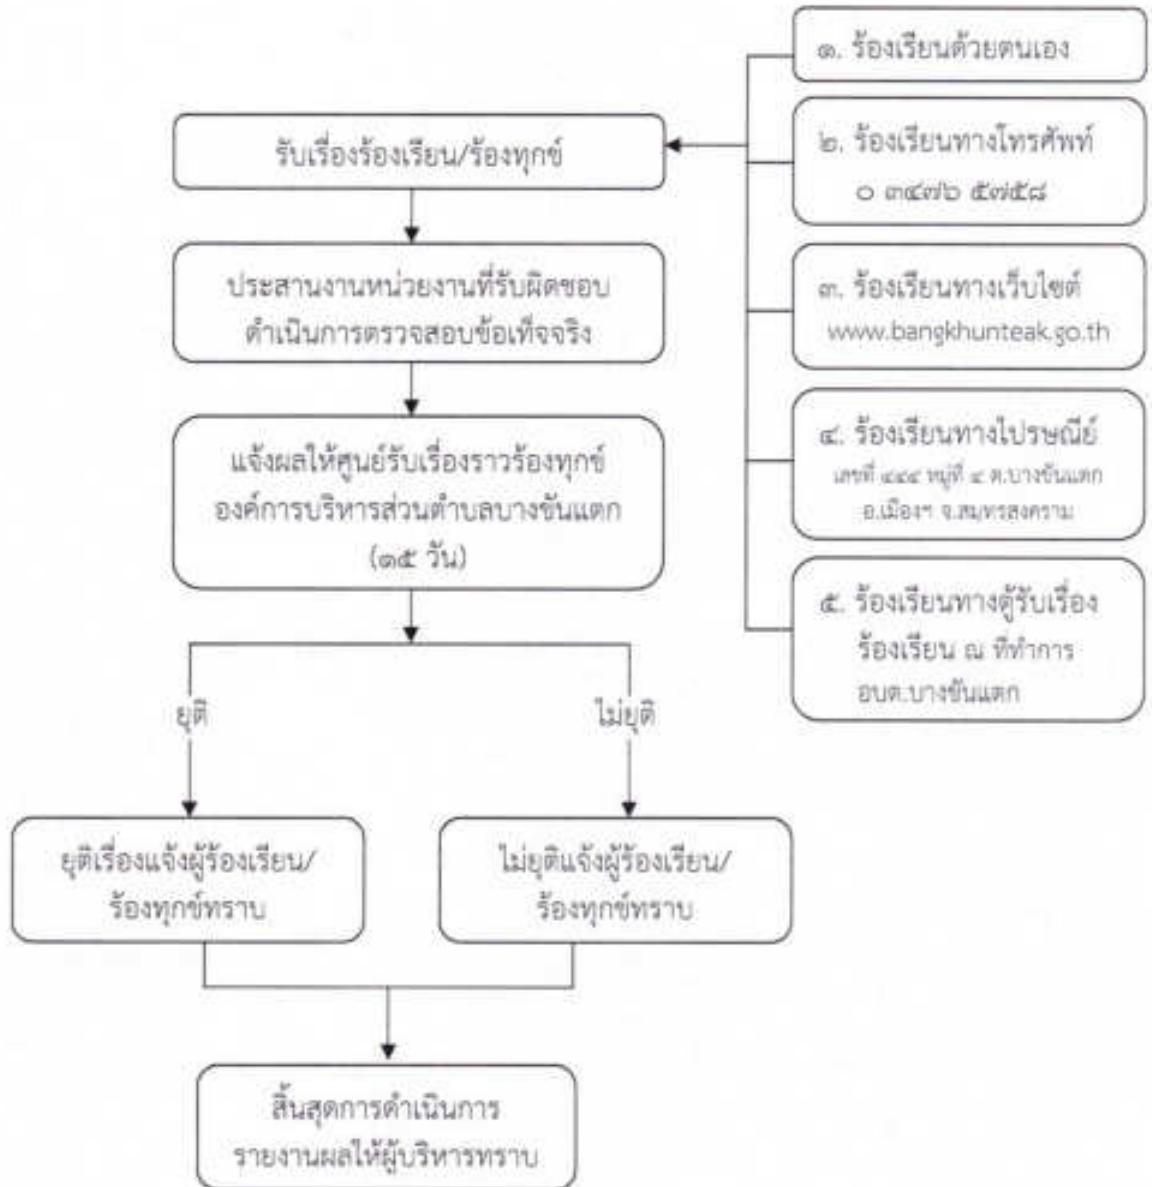 ๑. ร้องเรียนด้วยตนเอง
๒. ร้องเรียนทางโทรศัพท์
๐ ๓๔๗๖ ๕๗๕๘
๓. ร้องเรียนทางเว็บไซต์
www.bangkhunteak.go.th
๔. ร้องเรียนทางไปรษณีย์
เลขที่ ๔๔๔ หมู่ที่ ๔ ต.บางขันแตก
อ.เมืองฯ จ.สมุทรสงคราม
๕. ร้องเรียนทางตู้รับเรื่อง
ร้องเรียน ณ ที่ทำการ
อบต.บางขันแตก
รับเรื่องร้องเรียน/ร้องทุกข์
ประสานงานหน่วยงานที่รับผิดชอบ
ดำเนินการตรวจสอบข้อเท็จจริง
แจ้งผลให้ศูนย์รับเรื่องราวร้องทุกข์
องค์การบริหารส่วนตำบลบางขันแตก
(๑๕ วัน)
ยุติ
ไม่ยุติ
ยุติเรื่องแจ้งผู้ร้องเรียน/
ร้องทุกข์ทราบ
ไม่ยุติแจ้งผู้ร้องเรียน/
ร้องทุกข์ทราบ
สิ้นสุดการดำเนินการ
รายงานผลให้ผู้บริหารทราบ